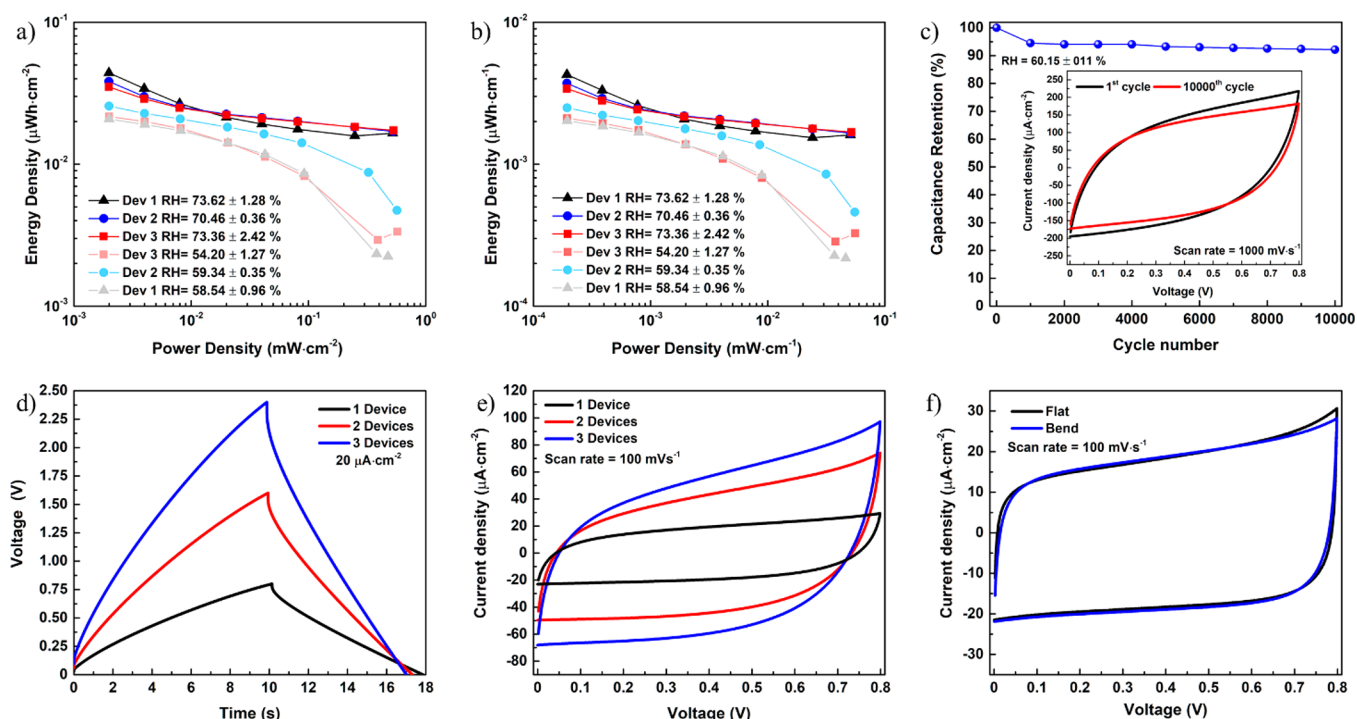 a)
10⁻¹
10⁻²
10⁻³
Energy Density (μWh·cm⁻²)
Dev 1 RH= 73.62 ± 1.28 %
Dev 2 RH= 70.46 ± 0.36 %
Dev 3 RH= 73.36 ± 2.42 %
Dev 3 RH= 54.20 ± 1.27 %
Dev 2 RH= 59.34 ± 0.35 %
Dev 1 RH= 58.54 ± 0.96 %
10⁻³ 10⁻² 10⁻¹ 10⁰
Power Density (mW·cm⁻²)
b)
10⁻²
10⁻³
10⁻⁴
Energy Density (μWh·cm⁻¹)
Dev 1 RH= 73.62 ± 1.28 %
Dev 2 RH= 70.46 ± 0.36 %
Dev 3 RH= 73.36 ± 2.42 %
Dev 3 RH= 54.20 ± 1.27 %
Dev 2 RH= 59.34 ± 0.35 %
Dev 1 RH= 58.54 ± 0.96 %
10⁻⁴ 10⁻³ 10⁻² 10⁻¹
Power Density (mW·cm⁻¹)
c)
100
90
80
70
60
50
40
30
20
10
0
Capacitance Retention (%)
RH = 60.15 ± 011 %
250
200
150
100
50
0
-50
-100
-150
-200
-250
Current density (μA·cm⁻²)
1ˢᵗ cycle 10000ᵗʰ cycle
Scan rate = 1000 mV·s⁻¹
0 0.1 0.2 0.3 0.4 0.5 0.6 0.7 0.8
Voltage (V)
0 2000 4000 6000 8000 10000
Cycle number
d)
2.50
2.25
2.00
1.75
1.50
1.25
1.00
0.75
0.50
0.25
0
Voltage (V)
1 Device
2 Devices
3 Devices
20 μA·cm⁻²
0 2 4 6 8 10 12 14 16 18
Time (s)
e)
120
100
80
60
40
20
0
-20
-40
-60
-80
Current density (μA·cm⁻²)
1 Device
2 Devices
3 Devices
Scan rate = 100 mVs⁻¹
0 0.1 0.2 0.3 0.4 0.5 0.6 0.7 0.8
Voltage (V)
f)
30
20
10
0
-10
-20
-30
Current density (μA·cm⁻²)
Flat
Bend
Scan rate = 100 mV·s⁻¹
0 0.1 0.2 0.3 0.4 0.5 0.6 0.7 0.8
Voltage (V)